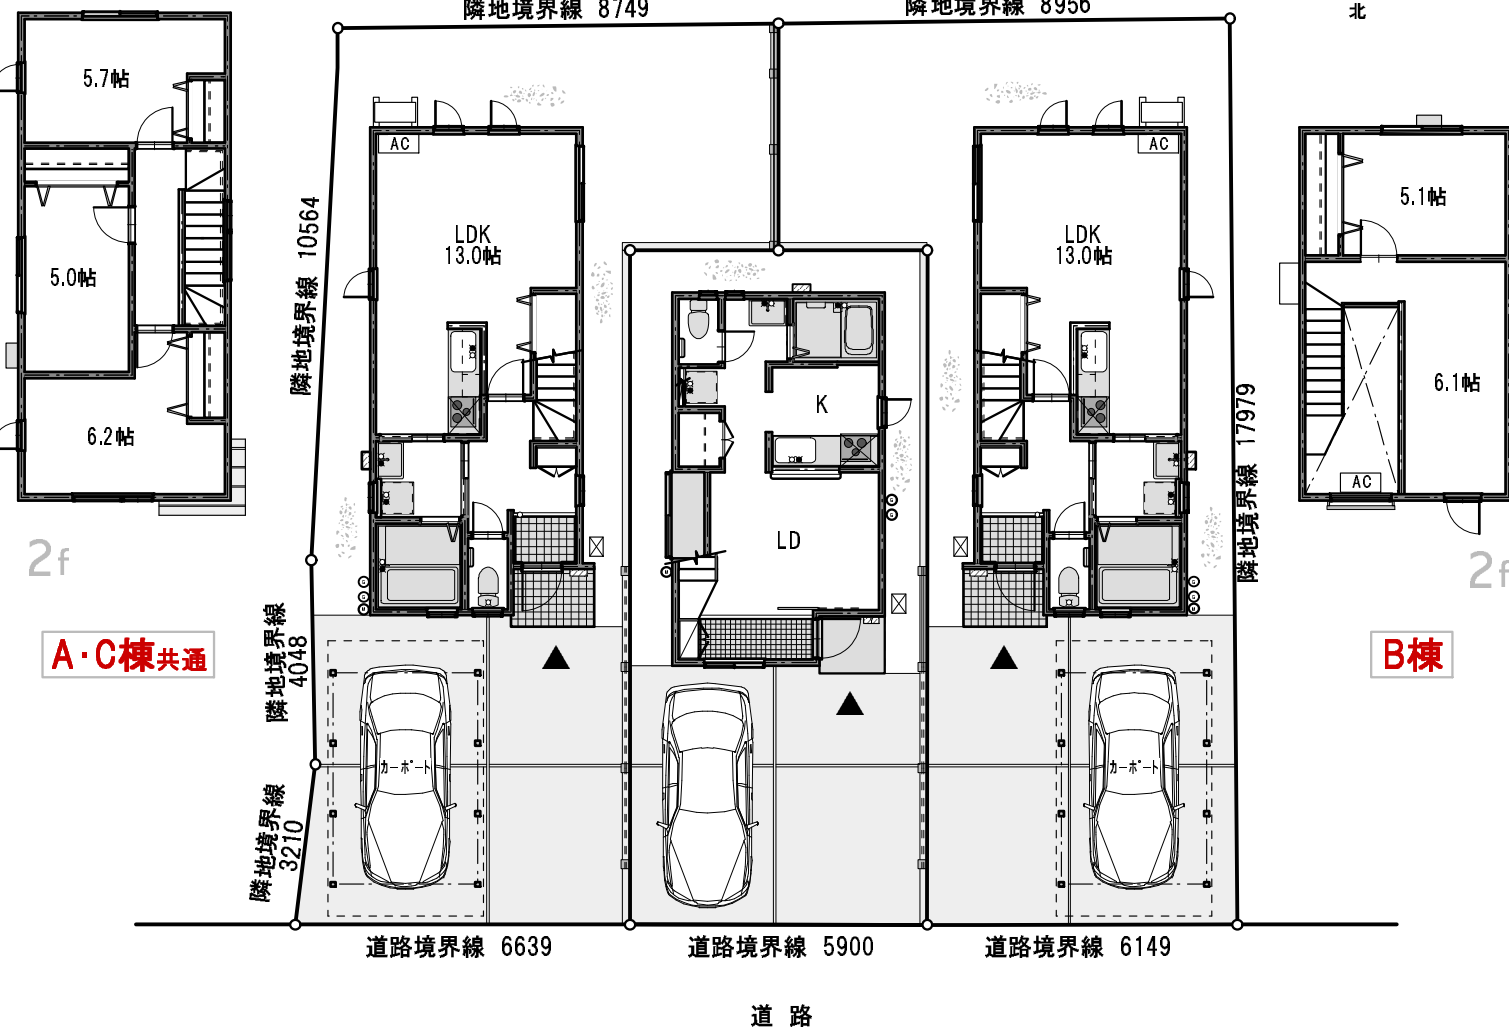 隣地境界線 8749
隣地境界線 8956
北
5.7帖
5.0帖
6.2帖
2f
A・C棟共通
隣地境界線 10564
隣地境界線 4048
隣地境界線 3210
AC
LDK
13.0帖
カーポート
K
LD
AC
LDK
13.0帖
カーポート
隣地境界線 17979
5.1帖
6.1帖
AC
2f
B棟
道路境界線 6639
道路境界線 5900
道路境界線 6149
道 路